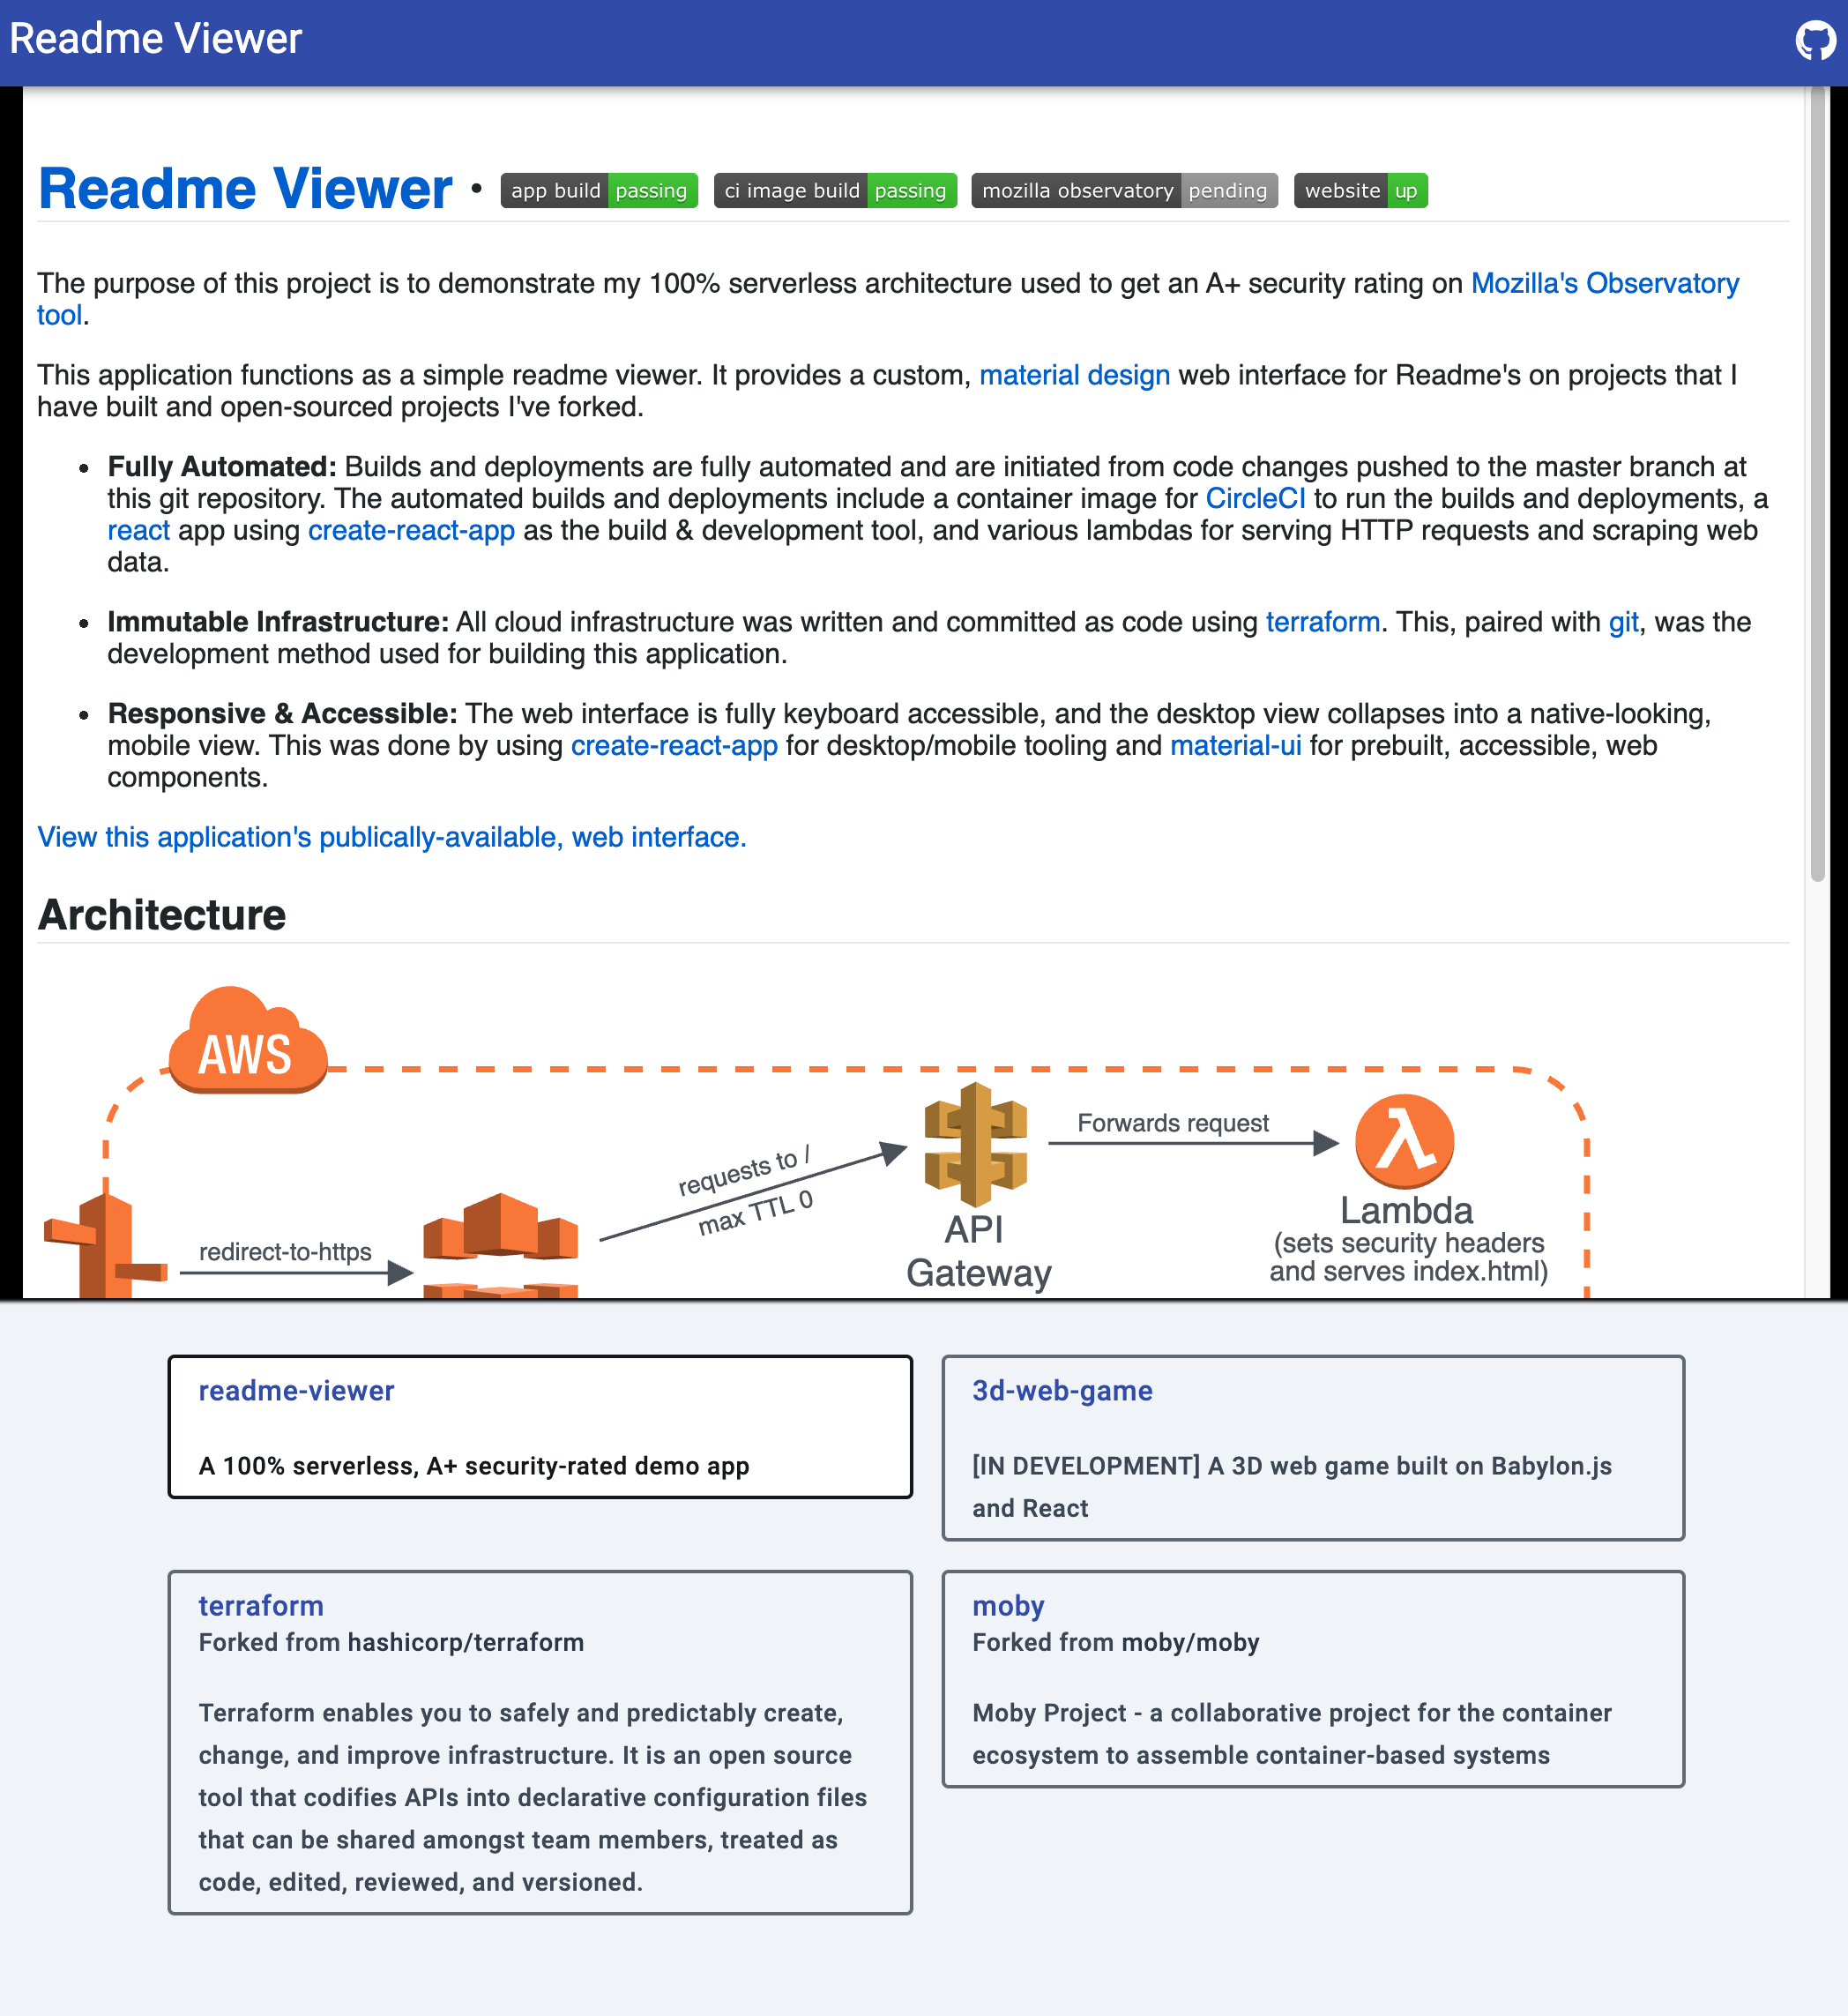 Readme Viewer
Readme Viewer · app build passing ci image build passing mozilla observatory pending website up
The purpose of this project is to demonstrate my 100% serverless architecture used to get an A+ security rating on Mozilla's Observatory
tool.
This application functions as a simple readme viewer. It provides a custom, material design web interface for Readme's on projects that I
have built and open-sourced projects I've forked.
• Fully Automated: Builds and deployments are fully automated and are initiated from code changes pushed to the master branch at
this git repository. The automated builds and deployments include a container image for CircleCI to run the builds and deployments, a
react app using create-react-app as the build & development tool, and various lambdas for serving HTTP requests and scraping web
data.
• Immutable Infrastructure: All cloud infrastructure was written and committed as code using terraform. This, paired with git, was the
development method used for building this application.
• Responsive & Accessible: The web interface is fully keyboard accessible, and the desktop view collapses into a native-looking,
mobile view. This was done by using create-react-app for desktop/mobile tooling and material-ui for prebuilt, accessible, web
components.
View this application's publically-available, web interface.
Architecture
AWS
redirect-to-https
requests to /
max TTL 0
API
Gateway
Forwards request
Lambda
(sets security headers
and serves index.html)
readme-viewer
A 100% serverless, A+ security-rated demo app
3d-web-game
[IN DEVELOPMENT] A 3D web game built on Babylon.js
and React
terraform
Forked from hashicorp/terraform
Terraform enables you to safely and predictably create,
change, and improve infrastructure. It is an open source
tool that codifies APIs into declarative configuration files
that can be shared amongst team members, treated as
code, edited, reviewed, and versioned.
moby
Forked from moby/moby
Moby Project - a collaborative project for the container
ecosystem to assemble container-based systems